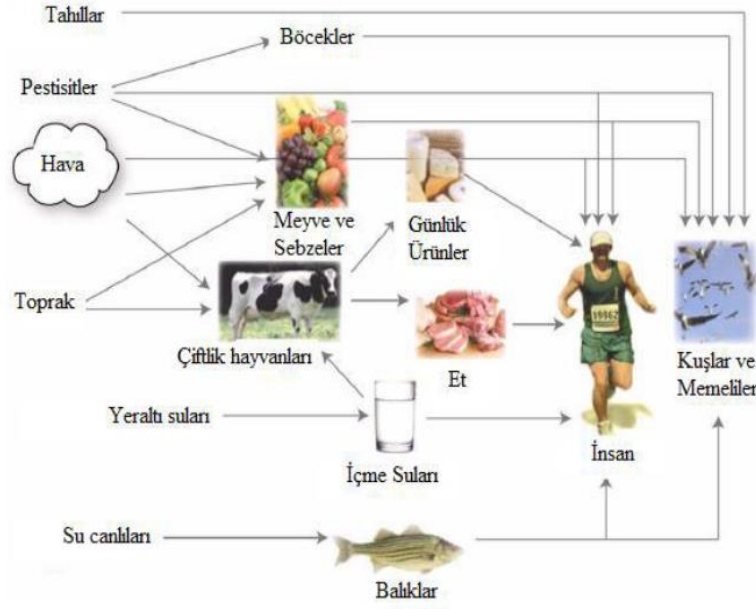 Tahıllar
Böcekler
Pestisitler
Hava
Meyve ve
Sebzeler
Günlük
Ürünler
Toprak
Çiftlik hayvanları
Et
Kuşlar ve
Memeliler
Yeraltı suları
İçme Suları
İnsan
Su canlıları
Balıklar